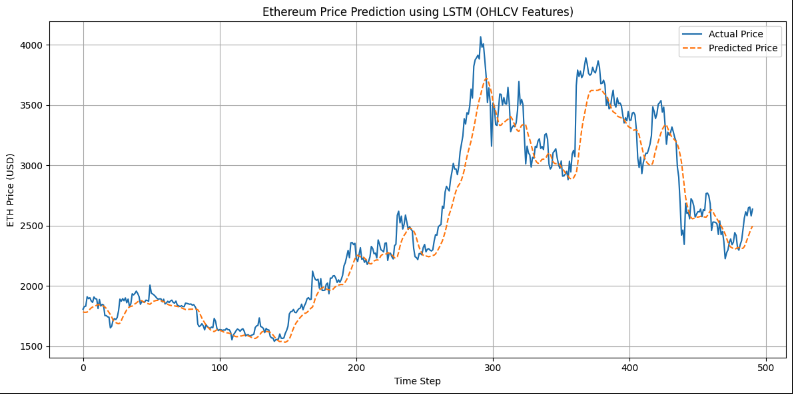 Ethereum Price Prediction using LSTM (OHLCV Features)
Actual Price
Predicted Price
ETH Price (USD)
4000
3500
3000
2500
2000
1500
0
100
200
300
400
500
Time Step